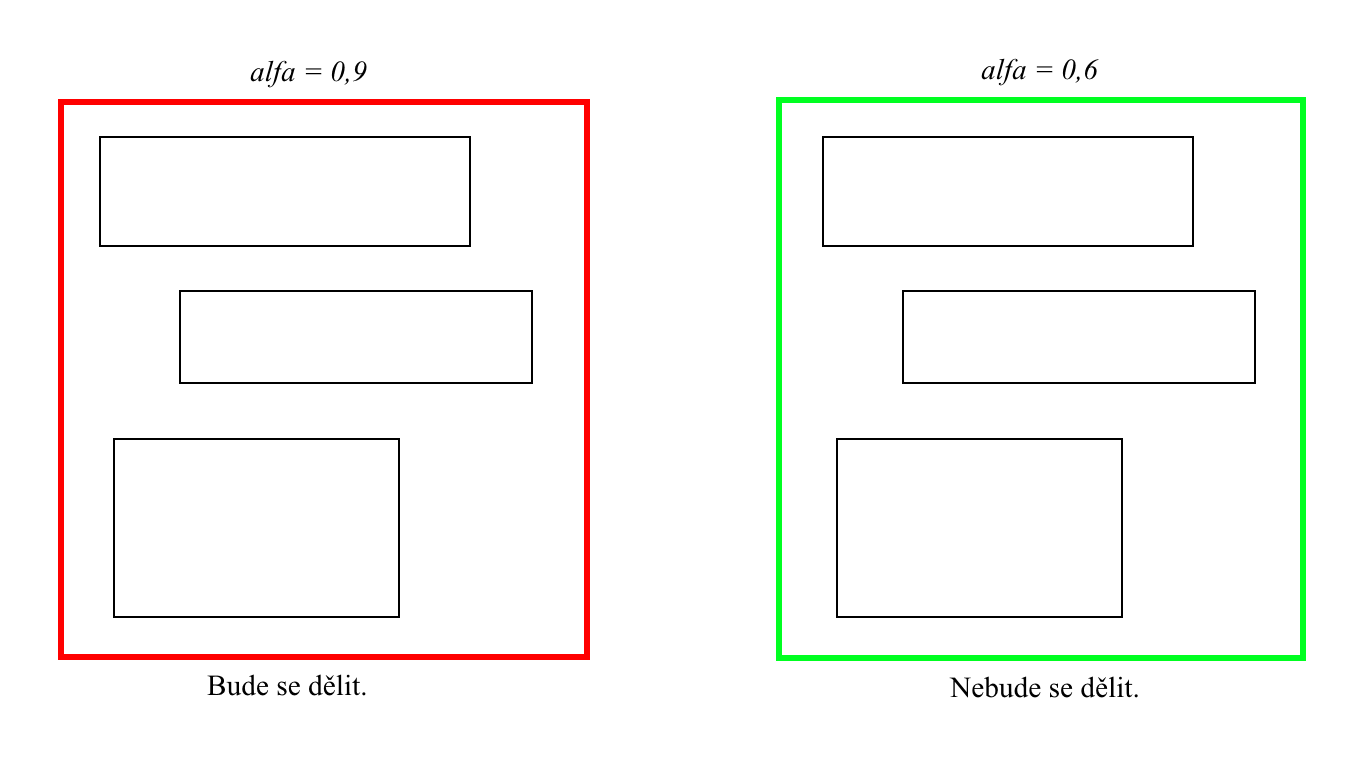 alfa = 0,9
alfa = 0,6
Bude se dělit.
Nebude se dělit.